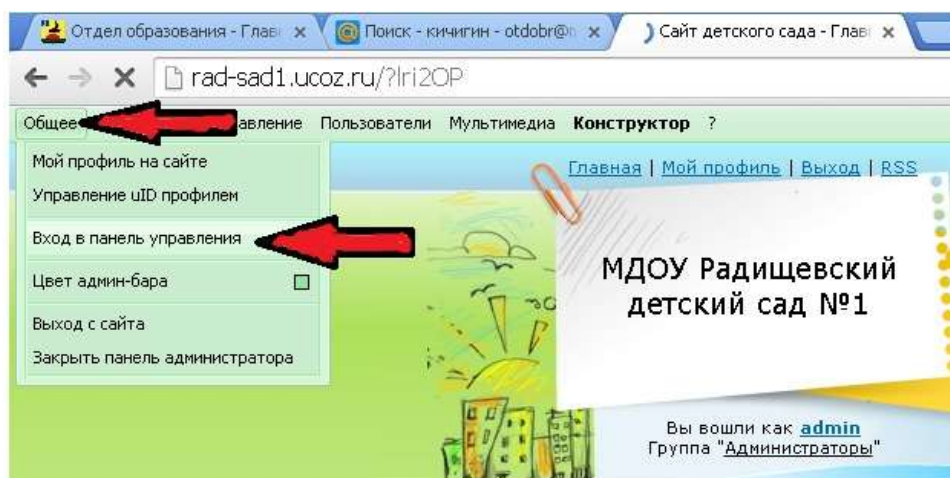 Отдел образования - Глав
Поиск - кичигин - otdobr@
Сайт детского сада - Глав
rad-sad1.ucoz.ru/?lri2OP
Общее авление Пользователи Мультимедиа Конструктор ?
Мой профиль на сайте
Управление uID профилем
Вход в панель управления
Цвет админ-бара
Выход с сайта
Закрыть панель администратора
Главная | Мой профиль | Выход | RSS
МДОУ Радищевский
детский сад №1
Вы вошли как admin
Группа "Администраторы"